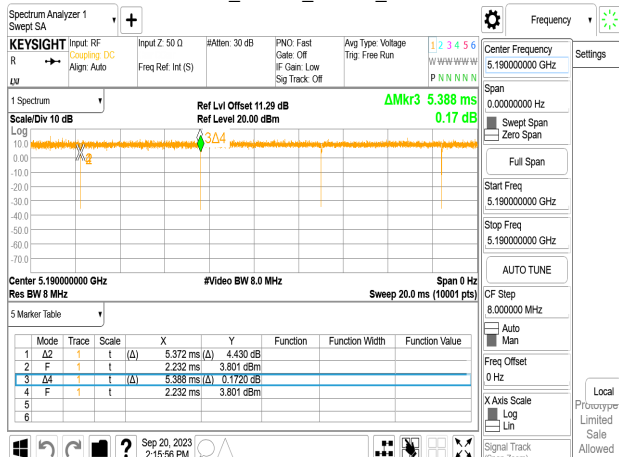 Spectrum Analyzer 1
Swept SA
Frequency
KEYSIGHT
R
LXI
Input: RF
Coupling: DC
Align: Auto
Input Z: 50 Ω
Freq Ref: Int (S)
#Atten: 30 dB
PNO: Fast
Gate: Off
IF Gain: Low
Sig Track: Off
Avg Type: Voltage
Trig: Free Run
1 2 3 4 5 6
W W W W W W
P N N N N N
1 Spectrum
Scale/Div 10 dB
Ref Lvl Offset 11.29 dB
Ref Level 20.00 dBm
ΔMkr3 5.388 ms
0.17 dB
Log
10.0
0.00
-10.0
-20.0
-30.0
-40.0
-50.0
-60.0
-70.0
3Δ4
Center 5.190000000 GHz
Res BW 8 MHz
#Video BW 8.0 MHz
Span 0 Hz
Sweep 20.0 ms (10001 pts)
5 Marker Table
Mode Trace Scale X Y Function Function Width Function Value
1 Δ2 1 t (Δ) 5.372 ms (Δ) 4.430 dB
2 F 1 t 2.232 ms 3.801 dBm
3 Δ4 1 t (Δ) 5.388 ms (Δ) 0.1720 dB
4 F 1 t 2.232 ms 3.801 dBm
5
6
Sep 20, 2023
2:15:56 PM
?
Center Frequency
5.190000000 GHz
Span
0.00000000 Hz
Swept Span
Zero Span
Full Span
Start Freq
5.190000000 GHz
Stop Freq
5.190000000 GHz
AUTO TUNE
CF Step
8.000000 MHz
Auto
Man
Freq Offset
0 Hz
X Axis Scale
Log
Lin
Signal Track
(Span Zoom)
Settings
Local
Prototype
Limited
Sale
Allowed